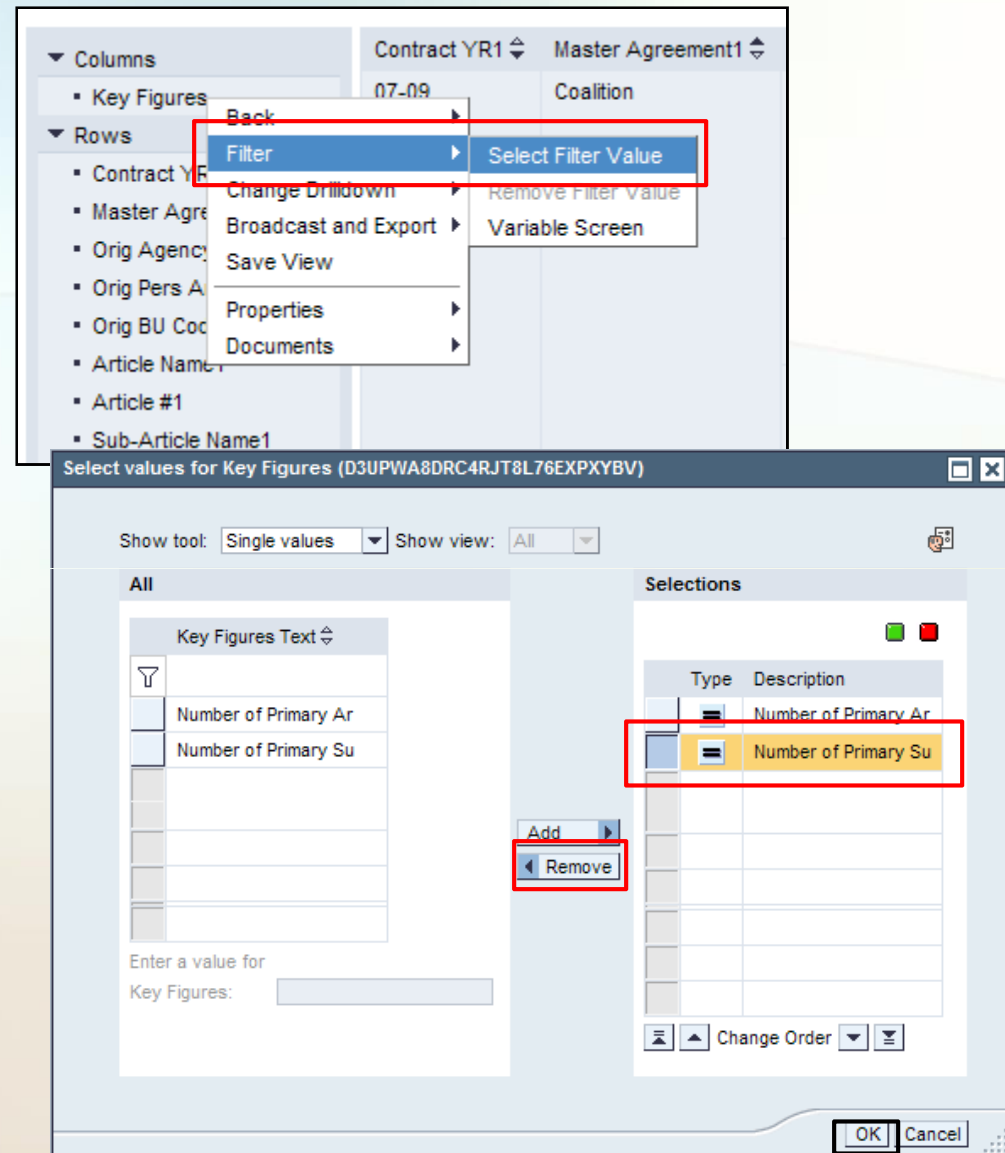 Columns
Key Figures
Rows
Contract YR
Master Agre
Orig Agency
Orig Pers A
Orig BU Cod
Article Name1
Article #1
Sub-Article Name1
Contract YR1 Master Agreement1
07-09 Coalition
Back
Filter
Change Drilldown
Broadcast and Export
Save View
Properties
Documents
Select Filter Value
Remove Filter Value
Variable Screen
Select values for Key Figures (D3UPWA8DRC4RJT8L76EXPXYBV)
Show tool: Single values Show view: All
All
Key Figures Text
Number of Primary Ar
Number of Primary Su
Enter a value for
Key Figures:
Add
Remove
Selections
Type Description
Number of Primary Ar
Number of Primary Su
Change Order
OK Cancel